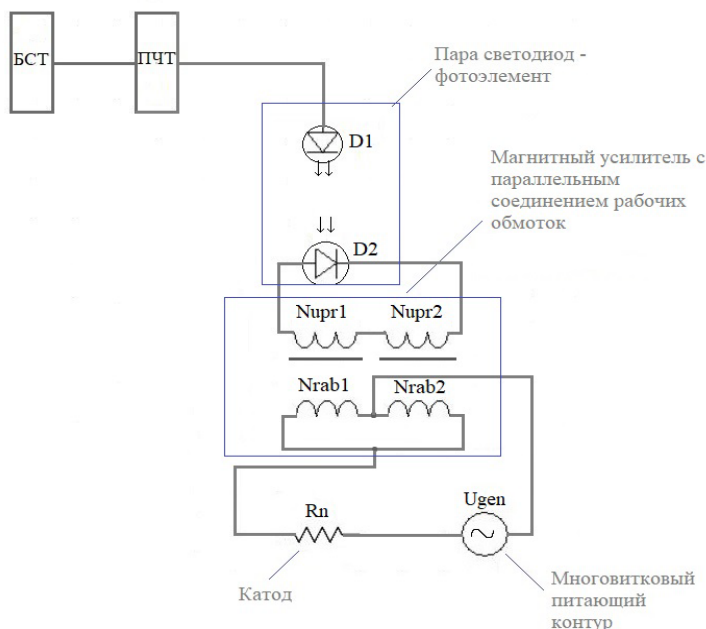 БСТ
ПЧТ
Пара светодиод -
фотоэлемент
D1
Магнитный усилитель с
параллельным
соединением рабочих
обмоток
D2
Nupr1
Nupr2
Nrab1
Nrab2
Rn
Ugen
Катод
Многовитковый
питающий
контур